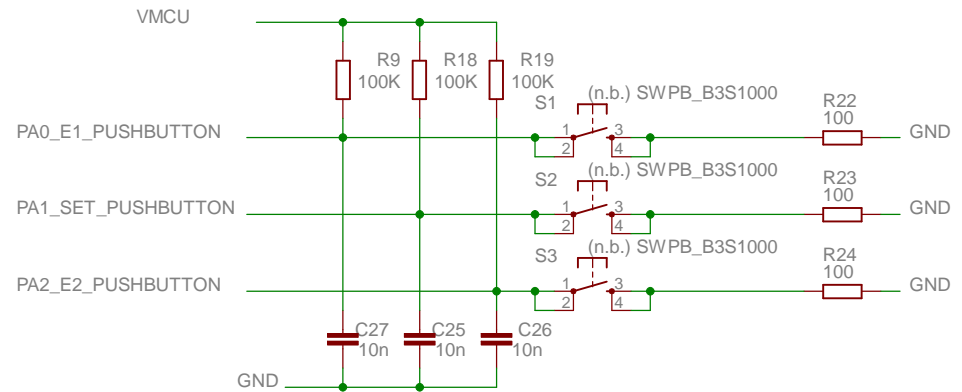 VMCU
R9
100K
R18
100K
R19
100K
S1
(n.b.) SWPB_B3S1000
R22
100
PA0_E1_PUSHBUTTON
1
2
3
4
GND
S2
(n.b.) SWPB_B3S1000
R23
100
PA1_SET_PUSHBUTTON
1
2
3
4
GND
S3
(n.b.) SWPB_B3S1000
R24
100
PA2_E2_PUSHBUTTON
1
2
3
4
GND
C27
10n
C25
10n
C26
10n
GND